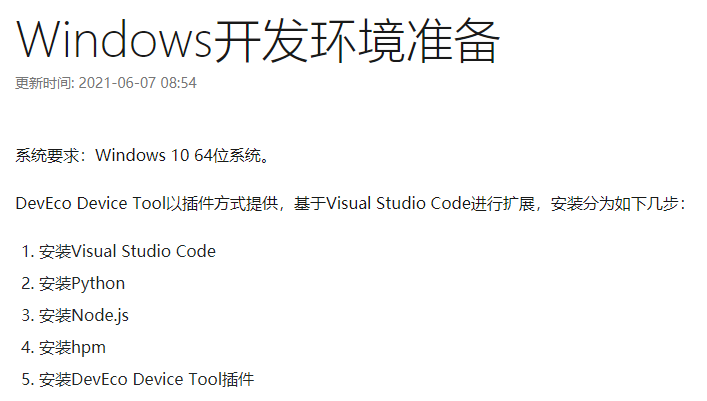 Windows开发环境准备
更新时间: 2021-06-07 08:54
系统要求：Windows 10 64位系统。
DevEco Device Tool以插件方式提供，基于Visual Studio Code进行扩展，安装分为如下几步：
1. 安装Visual Studio Code
2. 安装Python
3. 安装Node.js
4. 安装hpm
5. 安装DevEco Device Tool插件